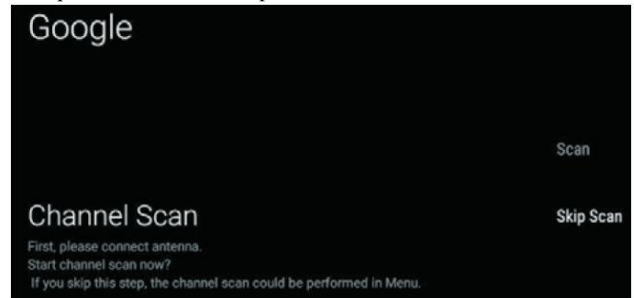 Google
Scan
Channel Scan
Skip Scan
First, please connect antenna.
Start channel scan now?
If you skip this step, the channel scan could be performed in Menu.